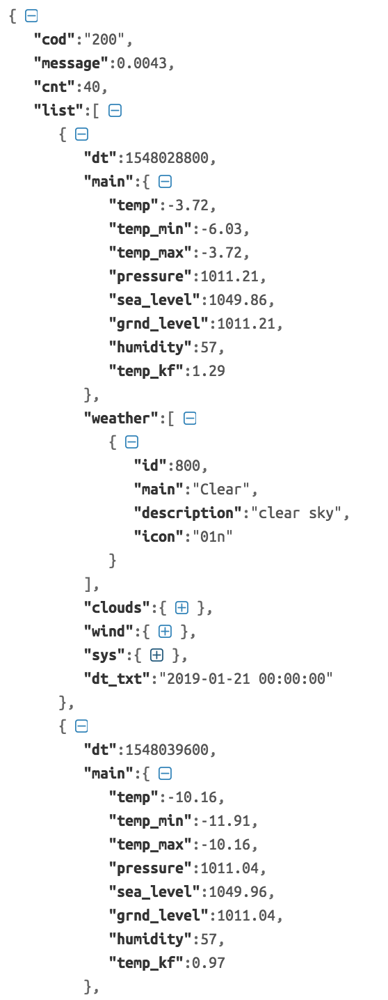 {
"cod":"200",
"message":0.0043,
"cnt":40,
"list":[
{
"dt":1548028800,
"main":{
"temp":-3.72,
"temp_min":-6.03,
"temp_max":-3.72,
"pressure":1011.21,
"sea_level":1049.86,
"grnd_level":1011.21,
"humidity":57,
"temp_kf":1.29
},
"weather":[
{
"id":800,
"main":"Clear",
"description":"clear sky",
"icon":"01n"
}
],
"clouds":{ },
"wind":{ },
"sys":{ },
"dt_txt":"2019-01-21 00:00:00"
},
{
"dt":1548039600,
"main":{
"temp":-10.16,
"temp_min":-11.91,
"temp_max":-10.16,
"pressure":1011.04,
"sea_level":1049.96,
"grnd_level":1011.04,
"humidity":57,
"temp_kf":0.97
},